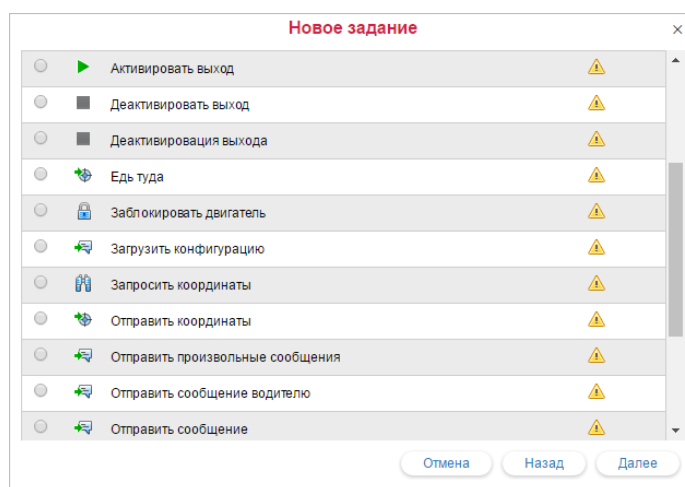 Новое задание
Активировать выход
Деактивировать выход
Деактивировация выхода
Едь туда
Заблокировать двигатель
Загрузить конфигурацию
Запросить координаты
Отправить координаты
Отправить произвольные сообщения
Отправить сообщение водителю
Отправить сообщение
Отмена Назад Далее